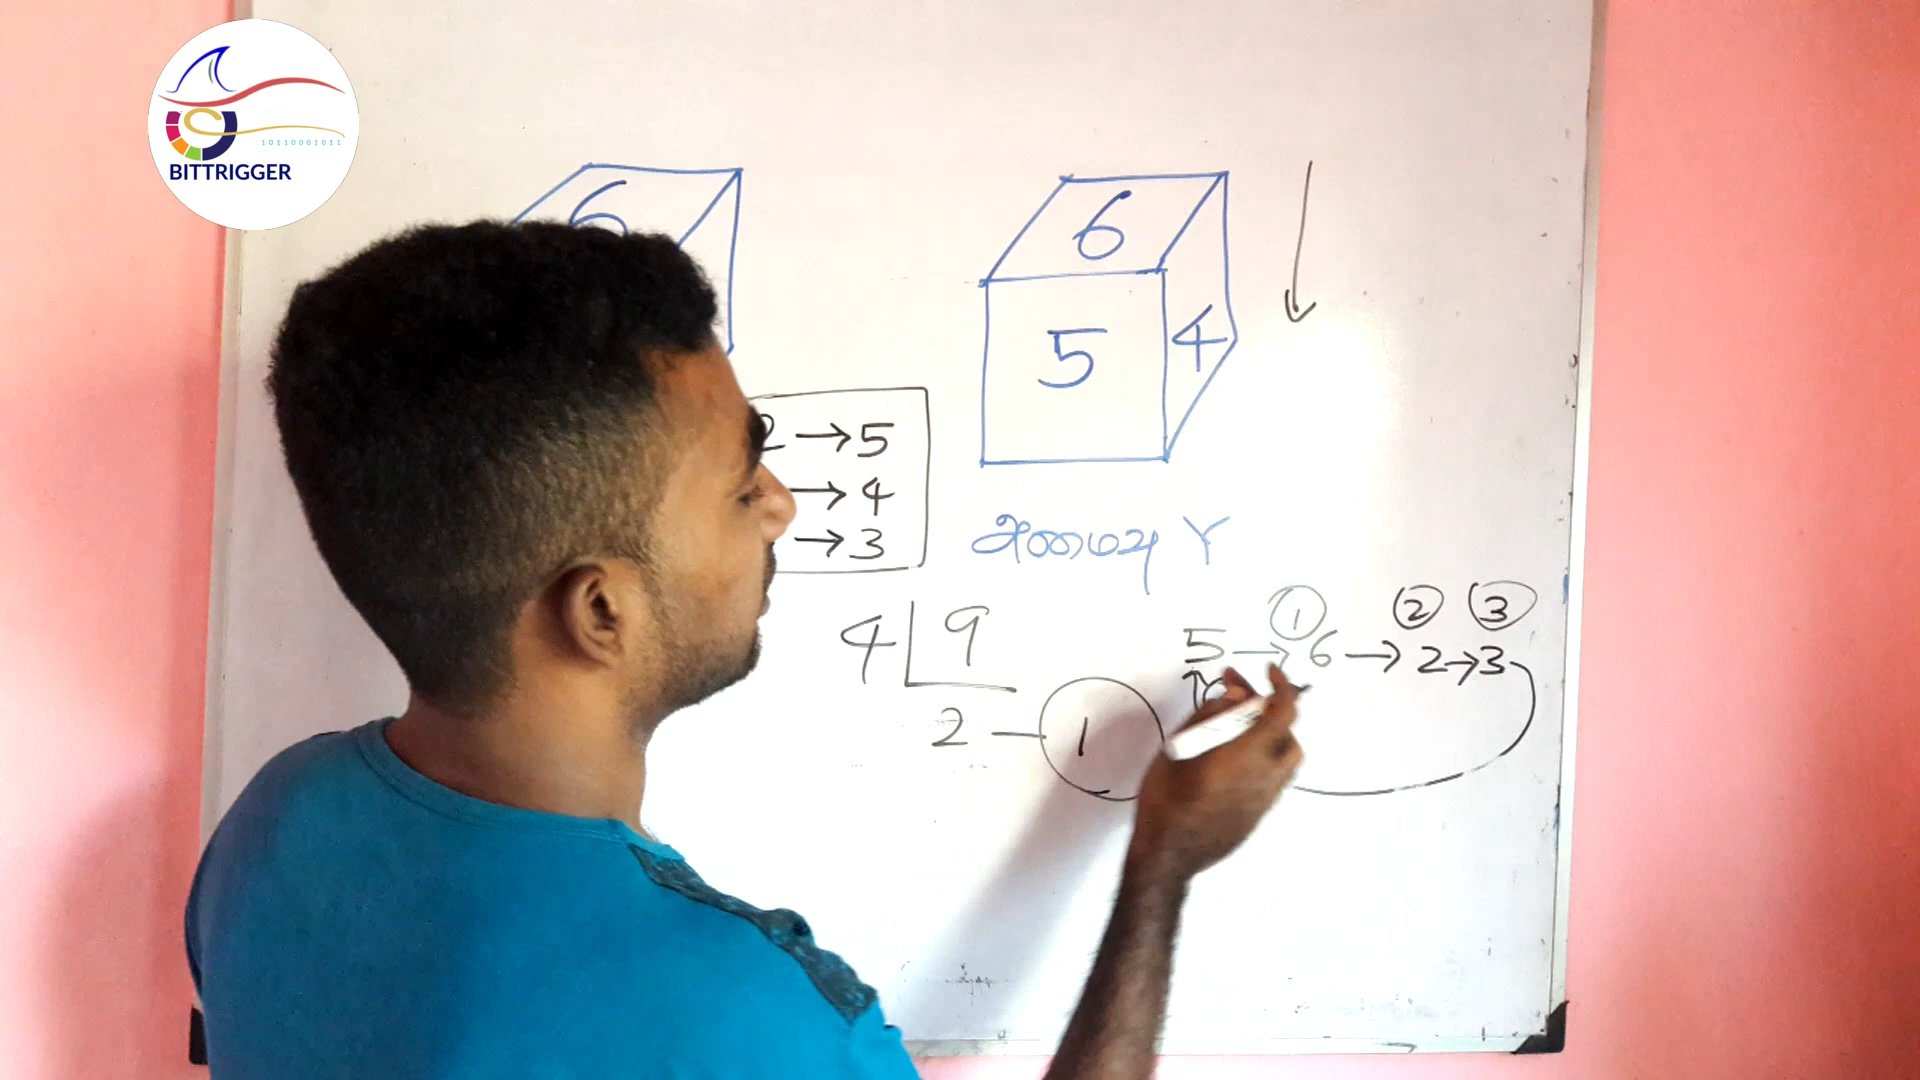 10110001011
BITTRIGGER
6
6
5
4
2 → 5
→ 4
→ 3
Y
4 9
2 — 1
1 2 3
5 → 6 → 2 → 3